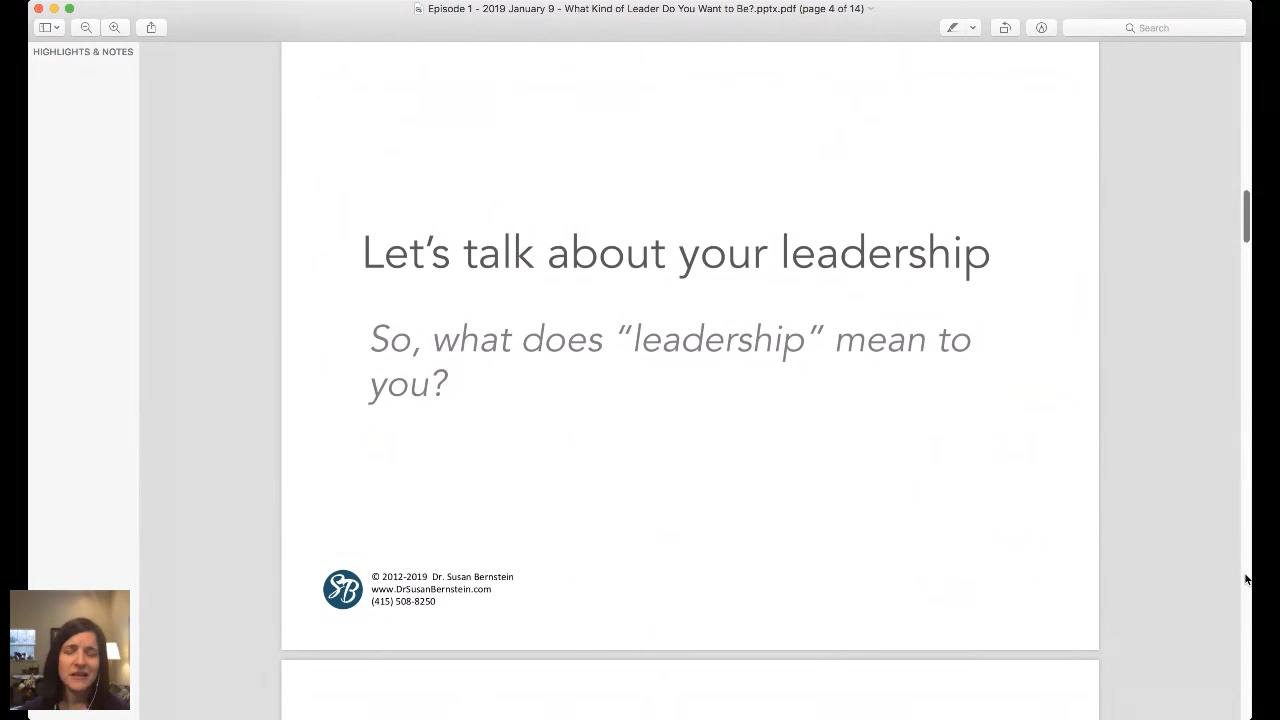 Episode 1 - 2019 January 9 - What Kind of Leader Do You Want to Be?.pptx.pdf (page 4 of 14)
Search
HIGHLIGHTS & NOTES
Let’s talk about your leadership
So, what does “leadership” mean to
you?
SB
© 2012-2019 Dr. Susan Bernstein
www.DrSusanBernstein.com
(415) 508-8250